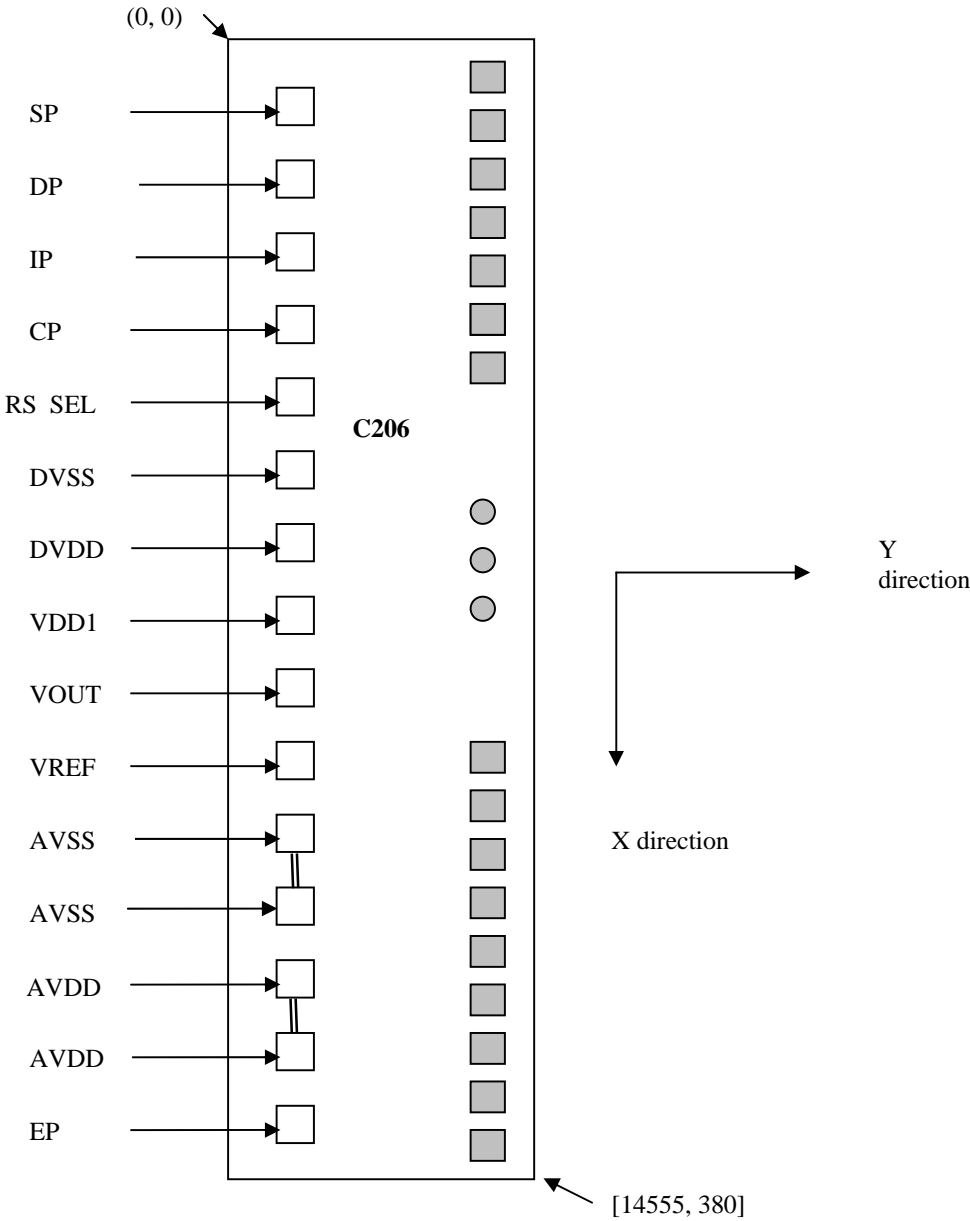 (0, 0)
SP
DP
IP
CP
RS SEL
C206
DVSS
DVDD
Y
direction
VDD1
VOUT
VREF
AVSS
X direction
AVSS
AVDD
AVDD
EP
[14555, 380]